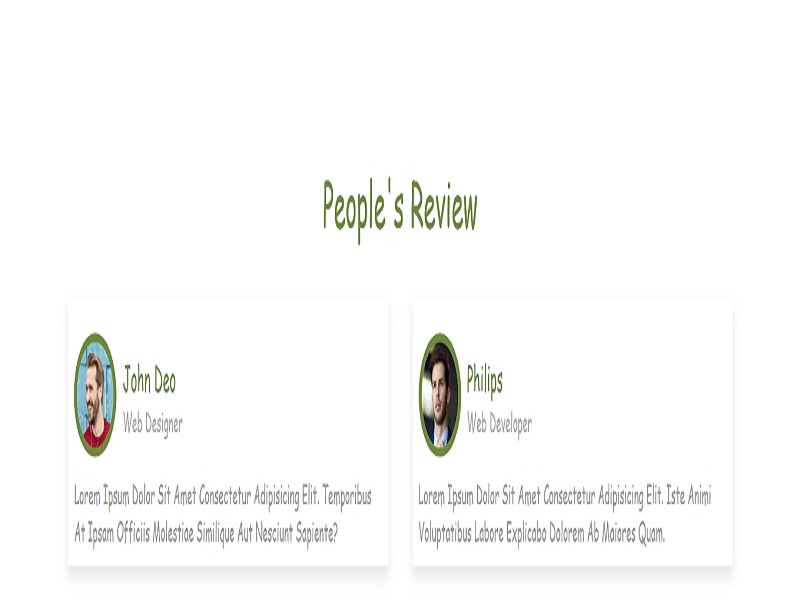 People's Review
John Deo
Web Designer
Lorem Ipsum Dolor Sit Amet Consectetur Adipisicing Elit. Temporibus
At Ipsam Officiis Molestiae Similique Aut Nesciunt Sapiente?
Philips
Web Developer
Lorem Ipsum Dolor Sit Amet Consectetur Adipisicing Elit. Iste Animi
Voluptatibus Labore Explicabo Dolorem Ab Maiores Quam.